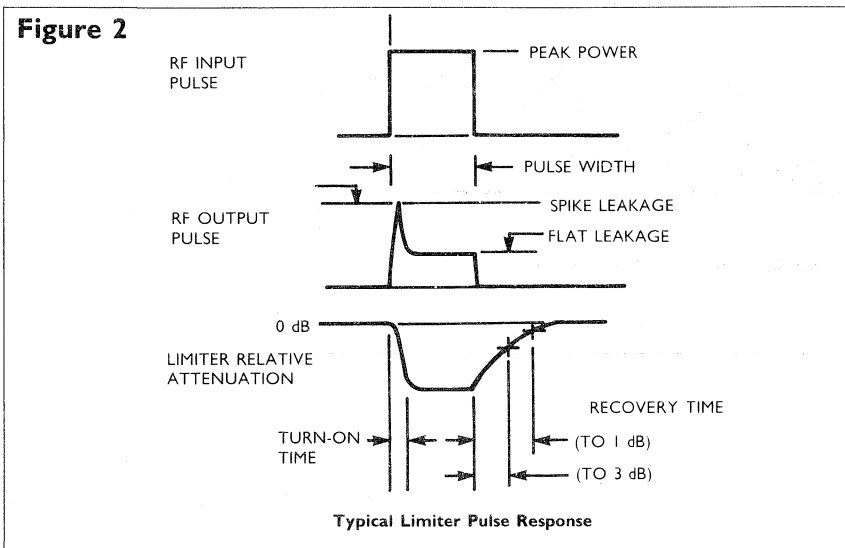 Figure 2
RF INPUT
PULSE
PEAK POWER
PULSE WIDTH
RF OUTPUT
PULSE
SPIKE LEAKAGE
FLAT LEAKAGE
0 dB
LIMITER RELATIVE
ATTENUATION
RECOVERY TIME
TURN-ON
TIME
(TO 1 dB)
(TO 3 dB)
Typical Limiter Pulse Response